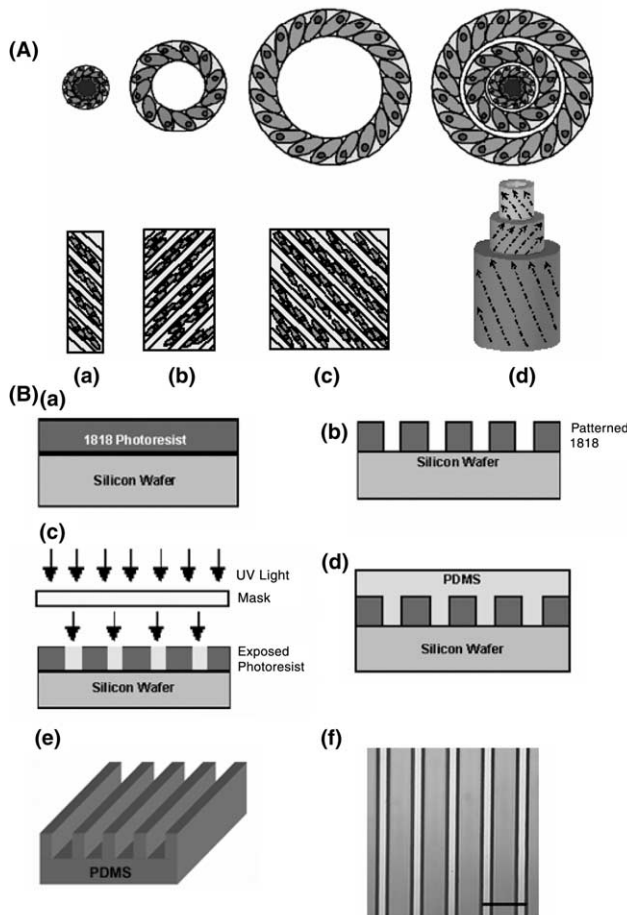 (A)
(a)
(b)
(c)
(d)
(B)
(a)
1818 Photoresist
Silicon Wafer
(b)
Patterned
1818
Silicon Wafer
(c)
UV Light
Mask
Exposed
Photoresist
Silicon Wafer
(d)
PDMS
Silicon Wafer
(e)
PDMS
(f)